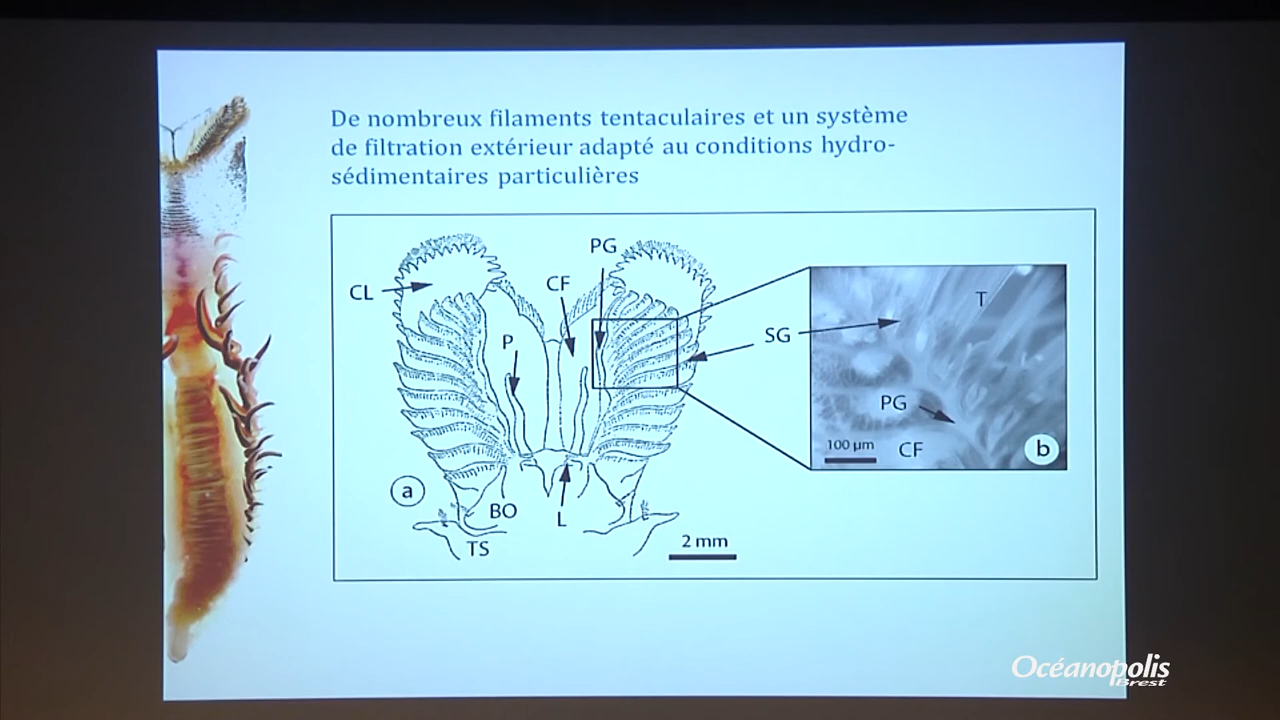 De nombreux filaments tentaculaires et un système
de filtration extérieur adapté au conditions hydro-
sédimentaires particulières
PG
CL
CF
T
P
SG
PG
100 µm
CF
b
a
BO
L
TS
2 mm
Océanopolis
Brest